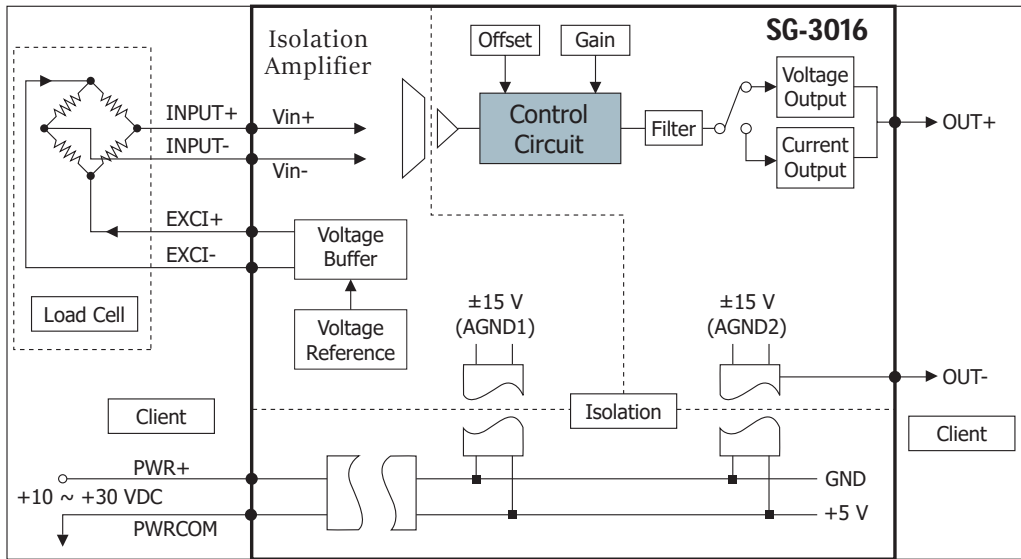 SG-3016
Isolation
Amplifier
Offset
Gain
Voltage
Output
Control
Circuit
Filter
Current
Output
INPUT+
Vin+
INPUT-
Vin-
OUT+
EXCI+
EXCI-
Voltage
Buffer
Load Cell
Voltage
Reference
±15 V
(AGND1)
±15 V
(AGND2)
OUT-
Isolation
Client
Client
PWR+
+10 ~ +30 VDC
PWRCOM
GND
+5 V